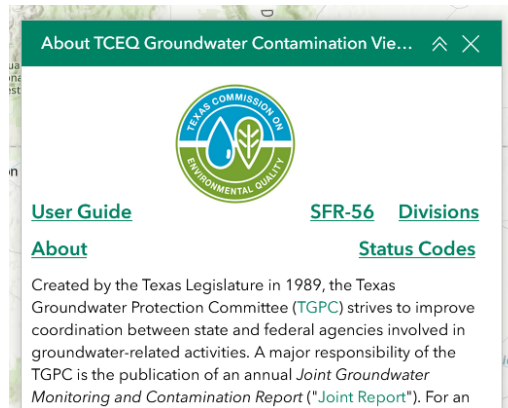 About TCEQ Groundwater Contamination Vie...
TEXAS COMMISSION ON
ENVIRONMENTAL QUALITY
User Guide SFR-56 Divisions
About Status Codes
Created by the Texas Legislature in 1989, the Texas
Groundwater Protection Committee (TGPC) strives to improve
coordination between state and federal agencies involved in
groundwater-related activities. A major responsibility of the
TGPC is the publication of an annual Joint Groundwater
Monitoring and Contamination Report ("Joint Report"). For an